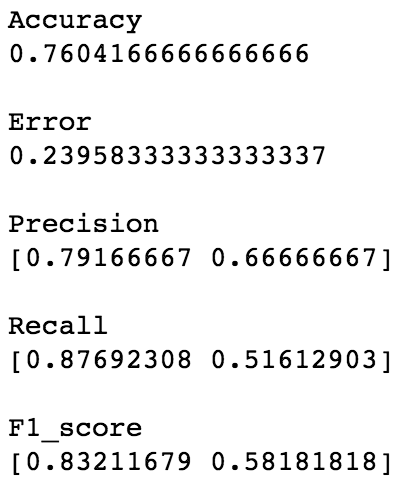 Accuracy
0.7604166666666666
Error
0.23958333333333337
Precision
[0.79166667 0.66666667]
Recall
[0.87692308 0.51612903]
F1_score
[0.83211679 0.58181818]